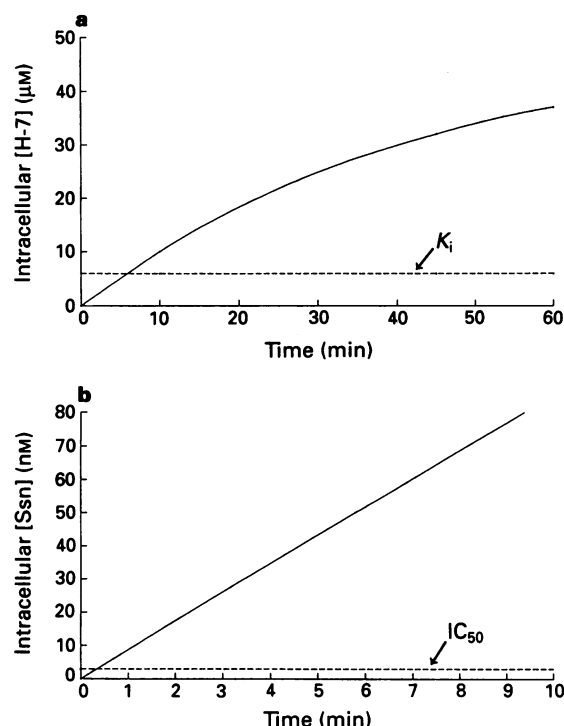 a
Intracellular [H-7] (μM)
50
40
30
20
10
0
Ki
0 10 20 30 40 50 60
Time (min)
b
Intracellular [Ssn] (nM)
80
70
60
50
40
30
20
10
0
IC50
0 1 2 3 4 5 6 7 8 9 10
Time (min)